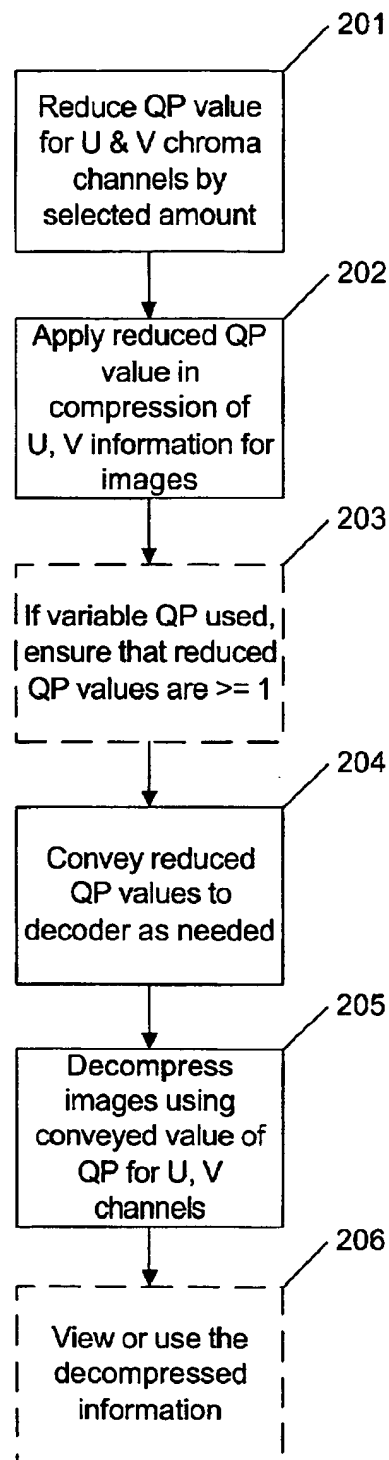 201
Reduce QP value
for U & V chroma
channels by
selected amount
202
Apply reduced QP
value in
compression of
U, V information for
images
203
If variable QP used,
ensure that reduced
QP values are >= 1
204
Convey reduced
QP values to
decoder as needed
205
Decompress
images using
conveyed value of
QP for U, V
channels
206
View or use the
decompressed
information